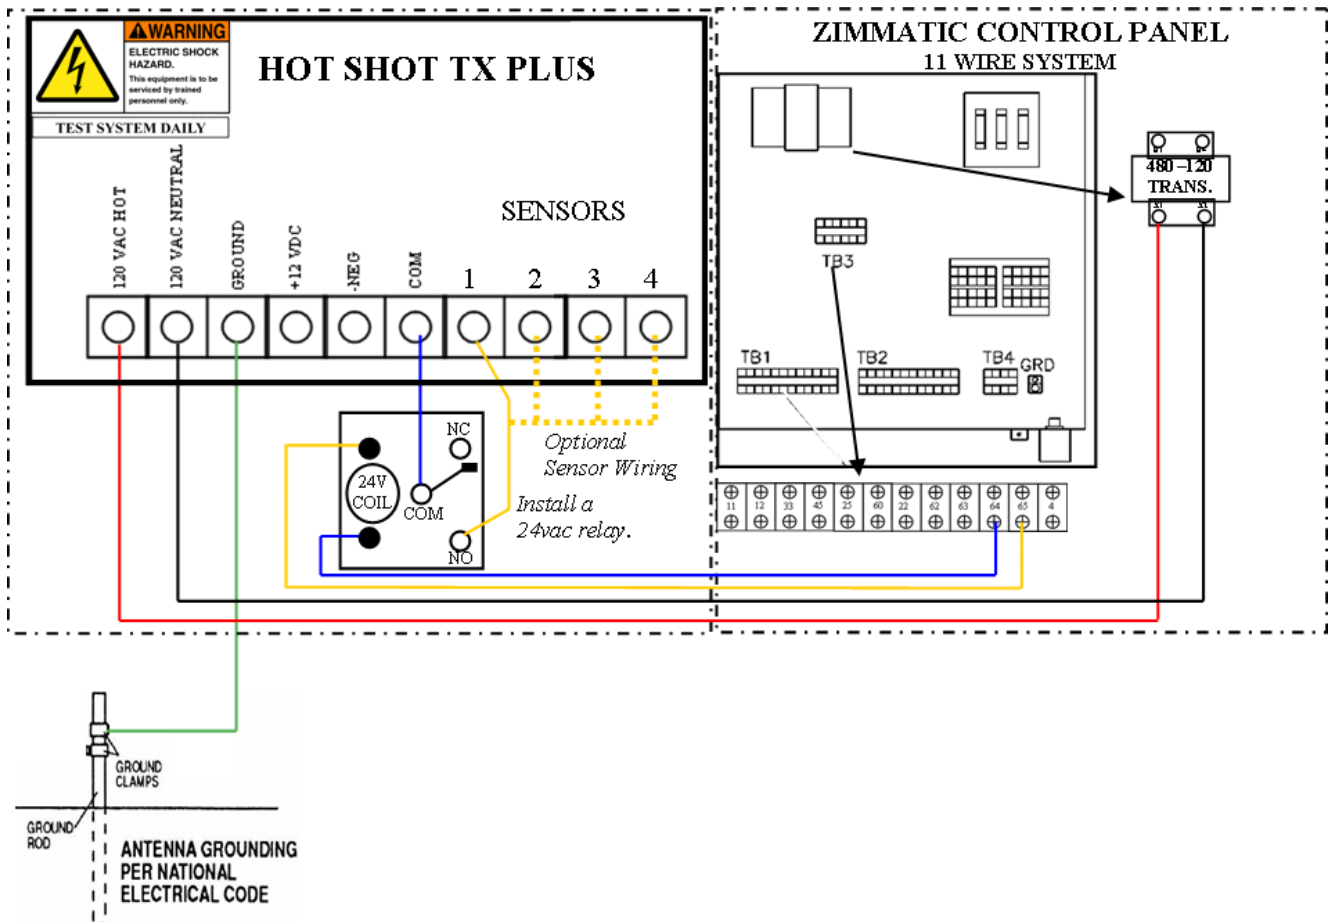 WARNING
ELECTRIC SHOCK
HAZARD.
This equipment is to be
serviced by trained
personnel only.
TEST SYSTEM DAILY
HOT SHOT TX PLUS
120 VAC HOT
120 VAC NEUTRAL
GROUND
+12 VDC
-NEG
COM
SENSORS
1
2
3
4
24V
COIL
NC
COM
NO
Optional
Sensor Wiring
Install a
24vac relay.
ZIMMATIC CONTROL PANEL
11 WIRE SYSTEM
480-120
TRANS.
TB3
TB1
TB2
TB4
GRD
11
12
33
45
25
60
22
62
63
64
65
4
GROUND
CLAMPS
GROUND
ROD
ANTENNA GROUNDING
PER NATIONAL
ELECTRICAL CODE